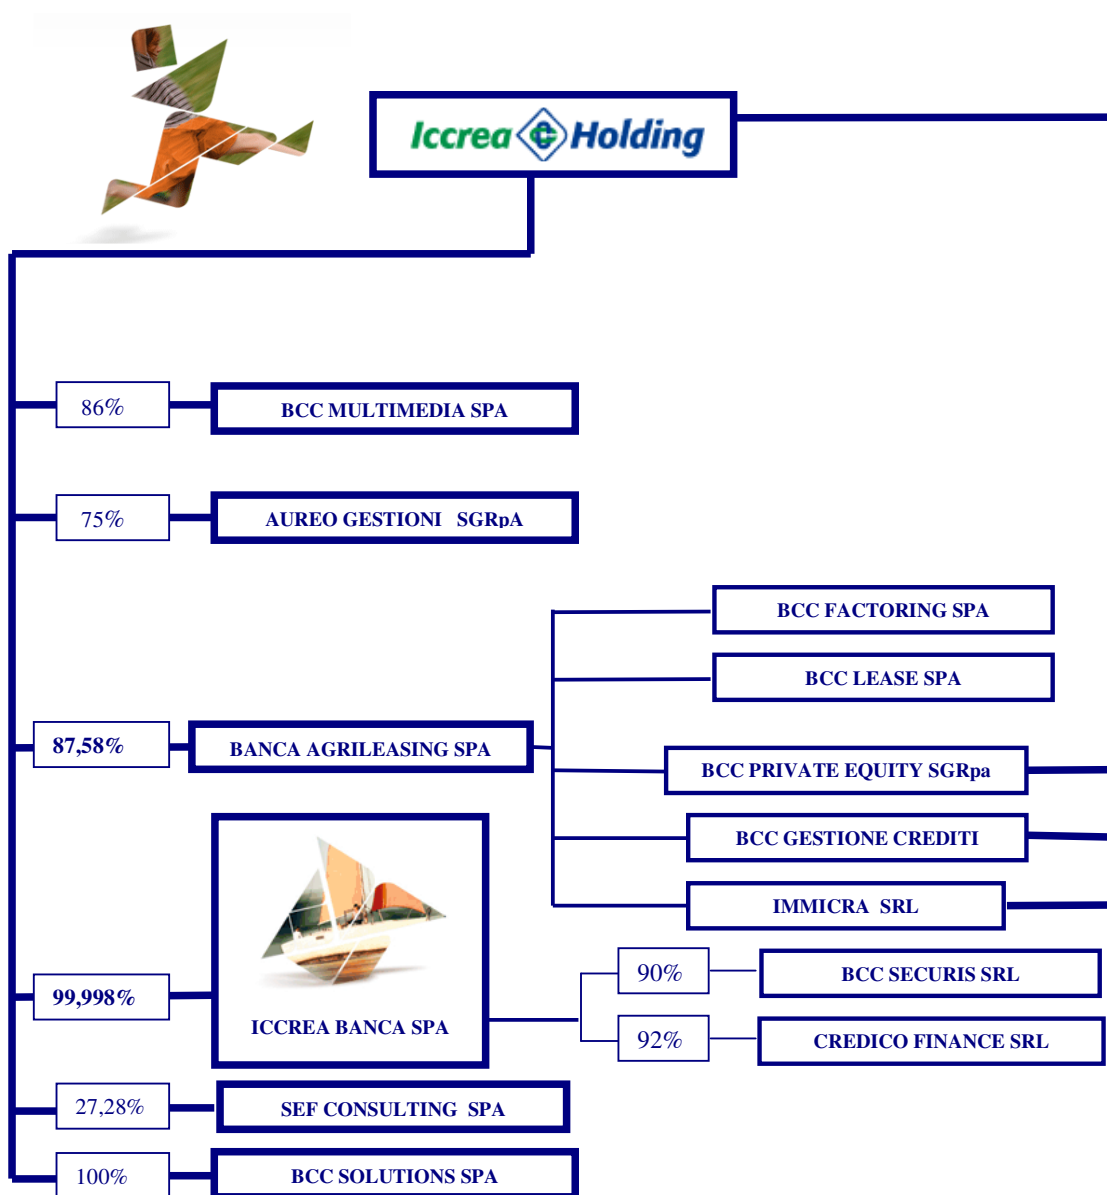 Iccrea Holding
86%
BCC MULTIMEDIA SPA
75%
AUREO GESTIONI SGRpA
BCC FACTORING SPA
BCC LEASE SPA
87,58%
BANCA AGRILEASING SPA
BCC PRIVATE EQUITY SGRpa
BCC GESTIONE CREDITI
IMMICRA SRL
99,998%
ICCREA BANCA SPA
90%
BCC SECURIS SRL
92%
CREDICO FINANCE SRL
27,28%
SEF CONSULTING SPA
100%
BCC SOLUTIONS SPA